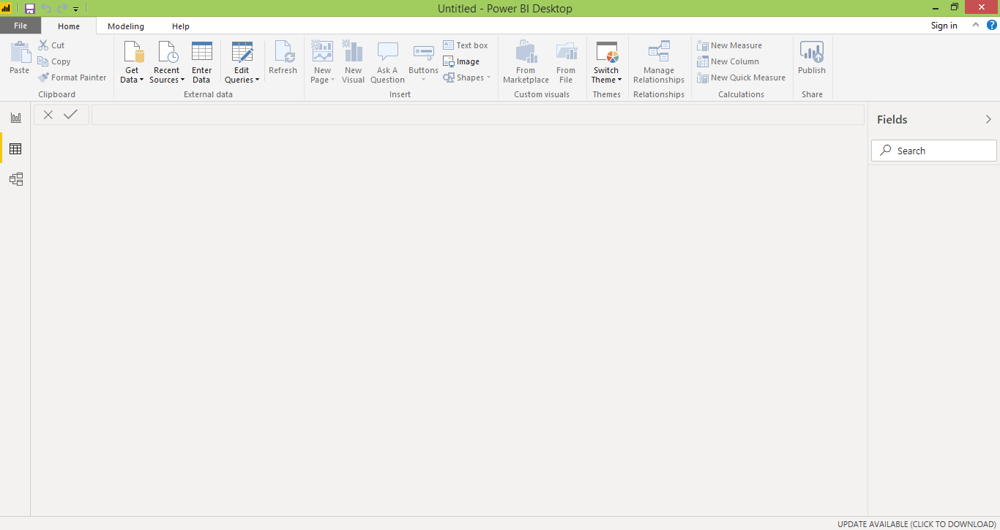 Untitled - Power BI Desktop
File
Home
Modeling
Help
Sign in
?
Paste
Cut
Copy
Format Painter
Clipboard
Get
Data
Recent
Sources
Enter
Data
Edit
Queries
Refresh
External data
New
Page
New
Visual
Ask A
Question
Buttons
Text box
Image
Shapes
Insert
From
Marketplace
From
File
Custom visuals
Switch
Theme
Themes
Manage
Relationships
Relationships
New Measure
New Column
New Quick Measure
Calculations
Publish
Share
Fields
Search
UPDATE AVAILABLE (CLICK TO DOWNLOAD)